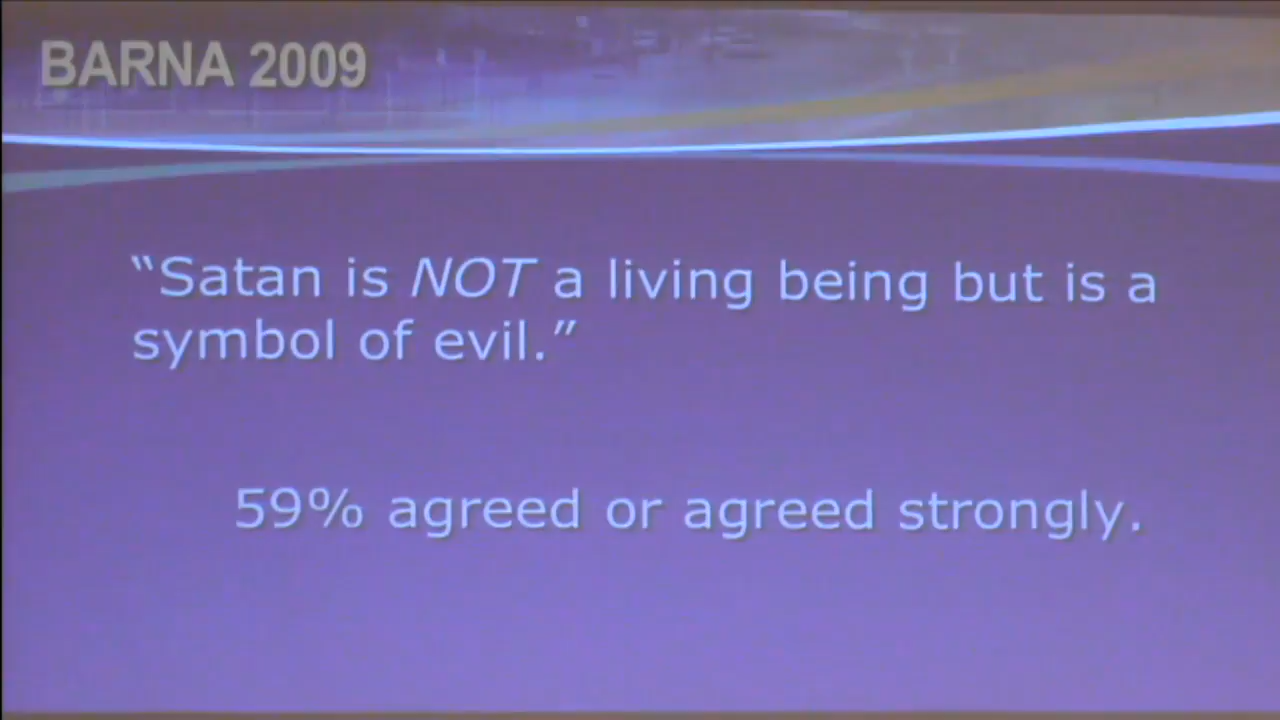 BARNA 2009
“Satan is NOT a living being but is a
symbol of evil.”
59% agreed or agreed strongly.